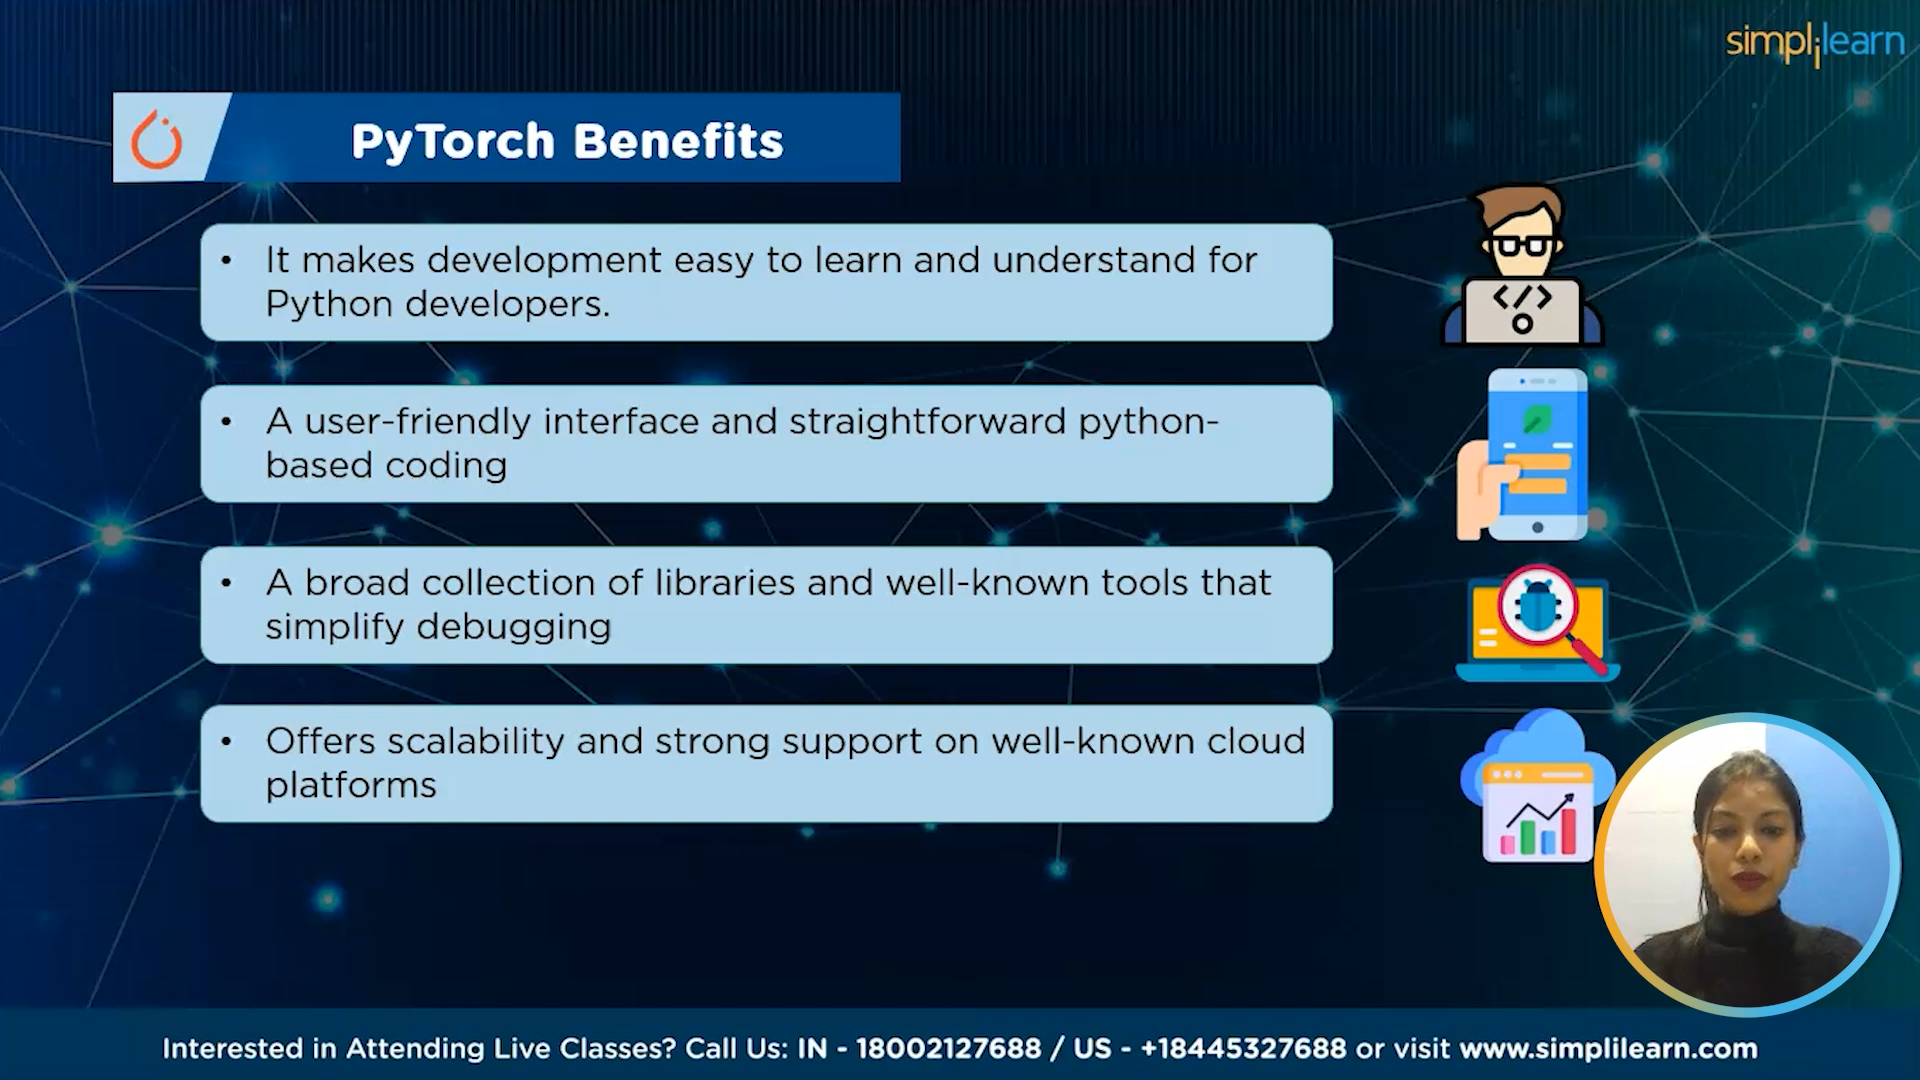 simplilearn
PyTorch Benefits
• It makes development easy to learn and understand for
Python developers.
• A user-friendly interface and straightforward python-
based coding
• A broad collection of libraries and well-known tools that
simplify debugging
• Offers scalability and strong support on well-known cloud
platforms
Interested in Attending Live Classes? Call Us: IN - 18002127688 / US - +18445327688 or visit www.simplilearn.com